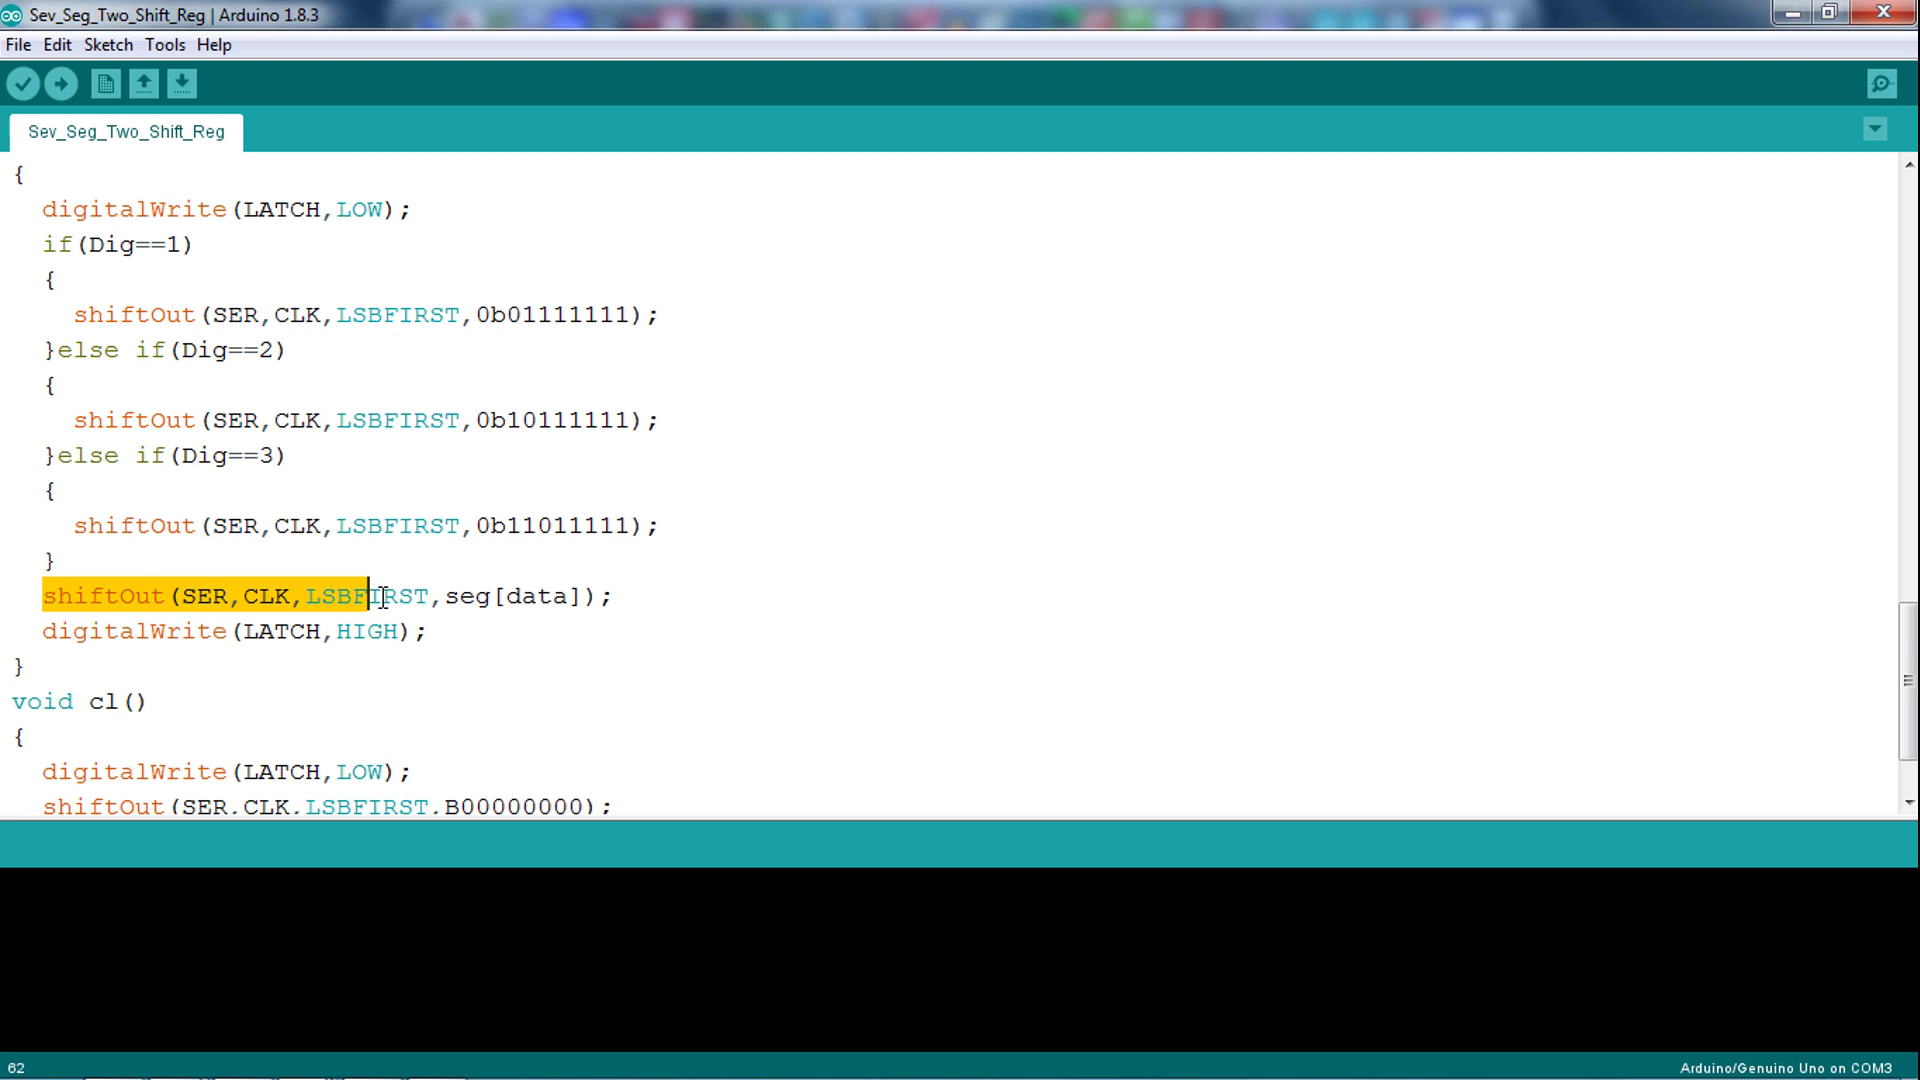 Sev_Seg_Two_Shift_Reg | Arduino 1.8.3
File Edit Sketch Tools Help
Sev_Seg_Two_Shift_Reg
{
digitalWrite(LATCH,LOW);
if(Dig==1)
{
shiftOut(SER,CLK,LSBFIRST,0b01111111);
}else if(Dig==2)
{
shiftOut(SER,CLK,LSBFIRST,0b10111111);
}else if(Dig==3)
{
shiftOut(SER,CLK,LSBFIRST,0b11011111);
}
shiftOut(SER,CLK,LSBFIRST,seg[data]);
digitalWrite(LATCH,HIGH);
}
void cl()
{
digitalWrite(LATCH,LOW);
shiftOut(SER,CLK,LSBFIRST,B00000000);
62
Arduino/Genuino Uno on COM3